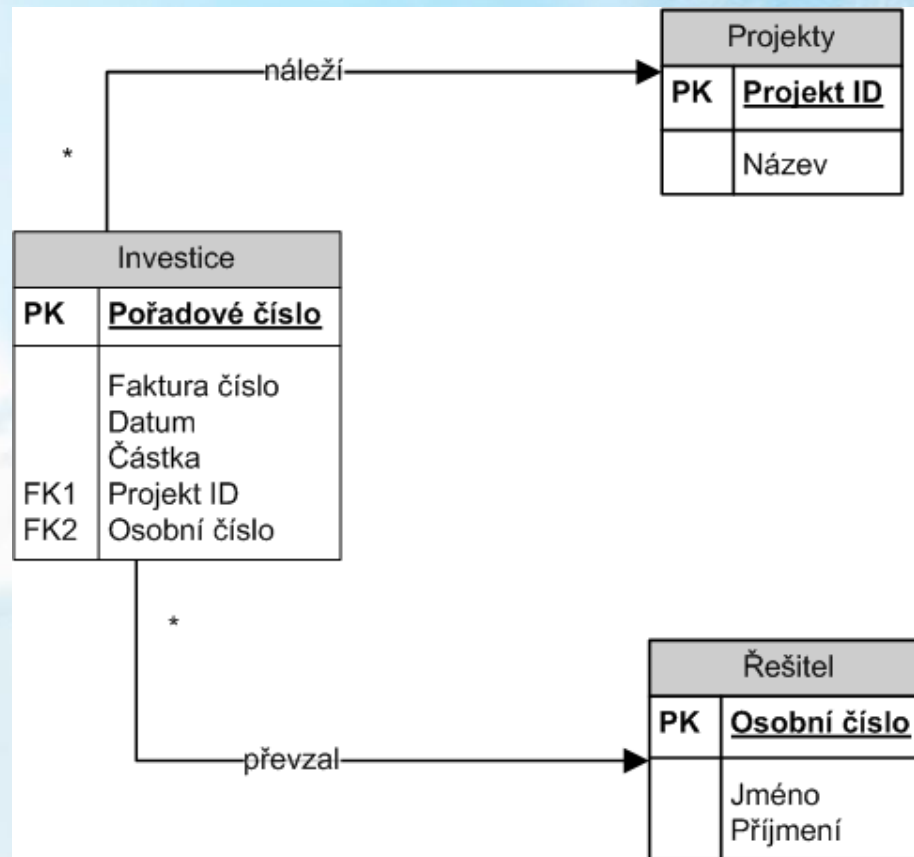 Projekty
PK Projekt ID
Název
náleží
*
Investice
PK Pořadové číslo
Faktura číslo
Datum
Částka
FK1 Projekt ID
FK2 Osobní číslo
*
převzal
Řešitel
PK Osobní číslo
Jméno
Příjmení